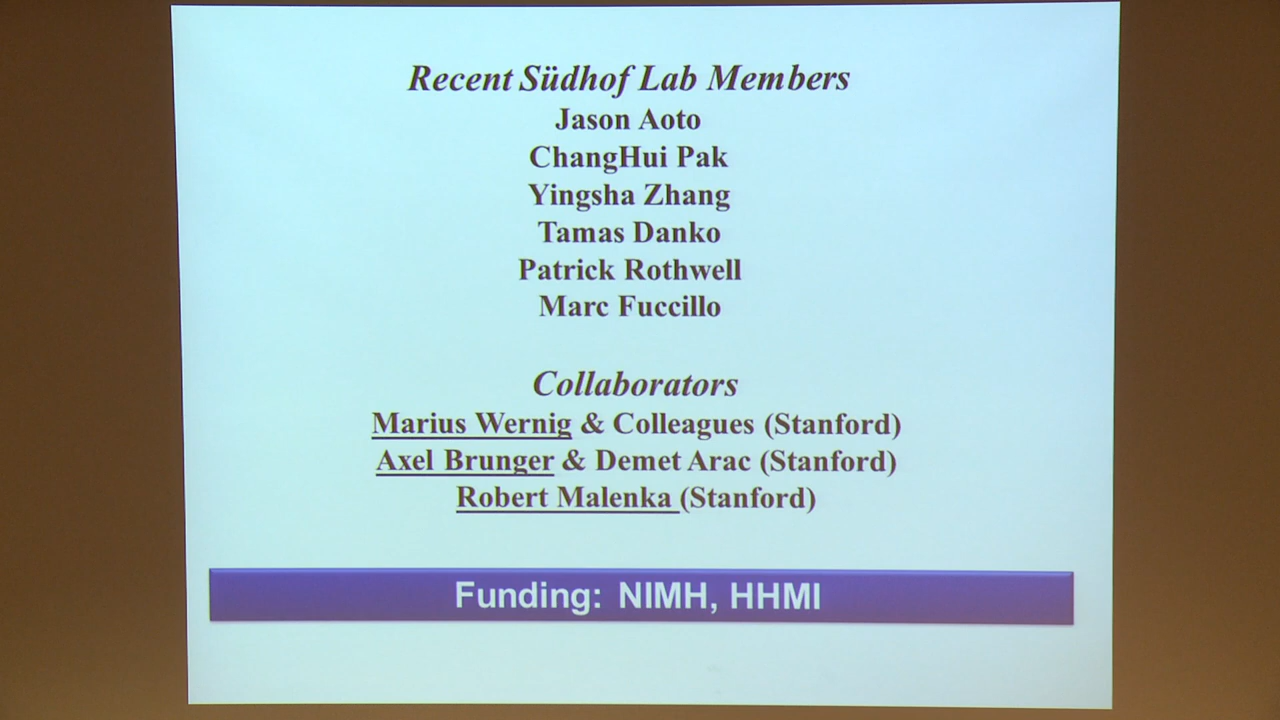 Recent Südhof Lab Members
Jason Aoto
ChangHui Pak
Yingsha Zhang
Tamas Danko
Patrick Rothwell
Marc Fuccillo
Collaborators
Marius Wernig & Colleagues (Stanford)
Axel Brunger & Demet Arac (Stanford)
Robert Malenka (Stanford)
Funding: NIMH, HHMI